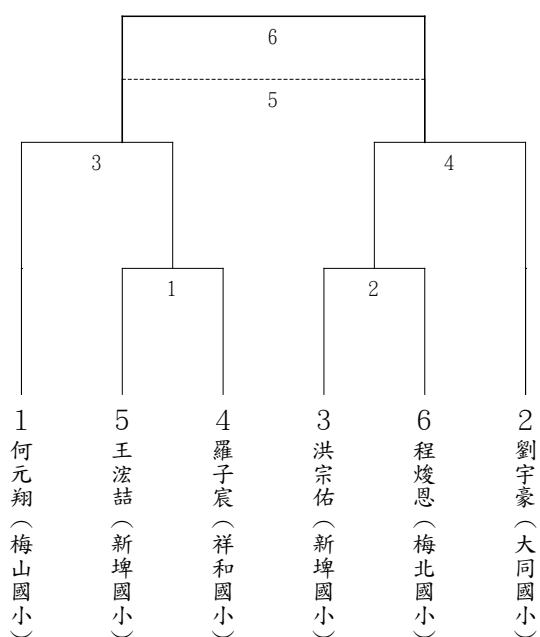 6
5
3
4
1
2
1
何元翔(梅山國小)
5
王浤喆(新埤國小)
4
羅子宸(祥和國小)
3
洪宗佑(新埤國小)
6
程焌恩(梅北國小)
2
劉宇豪(大同國小)